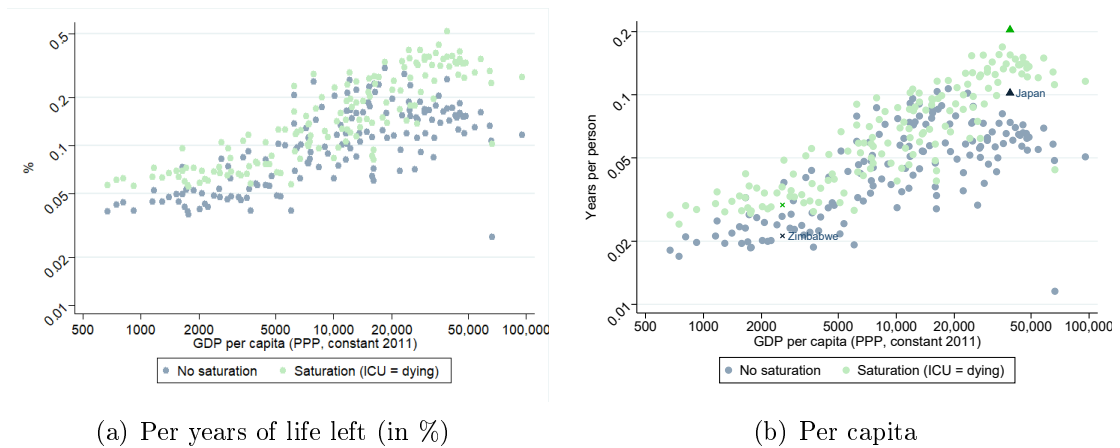 0.5
0.2
0.1
0.05
0.02
0.01
%
500 1000 2000 5000 10,000 20,000 50,000 100,000
GDP per capita (PPP, constant 2011)
No saturation Saturation (ICU = dying)
(a) Per years of life left (in %)
0.2
0.1
0.05
0.02
0.01
Years per person
Japan
Zimbabwe
500 1000 2000 5000 10,000 20,000 50,000 100,000
GDP per capita (PPP, constant 2011)
No saturation Saturation (ICU = dying)
(b) Per capita